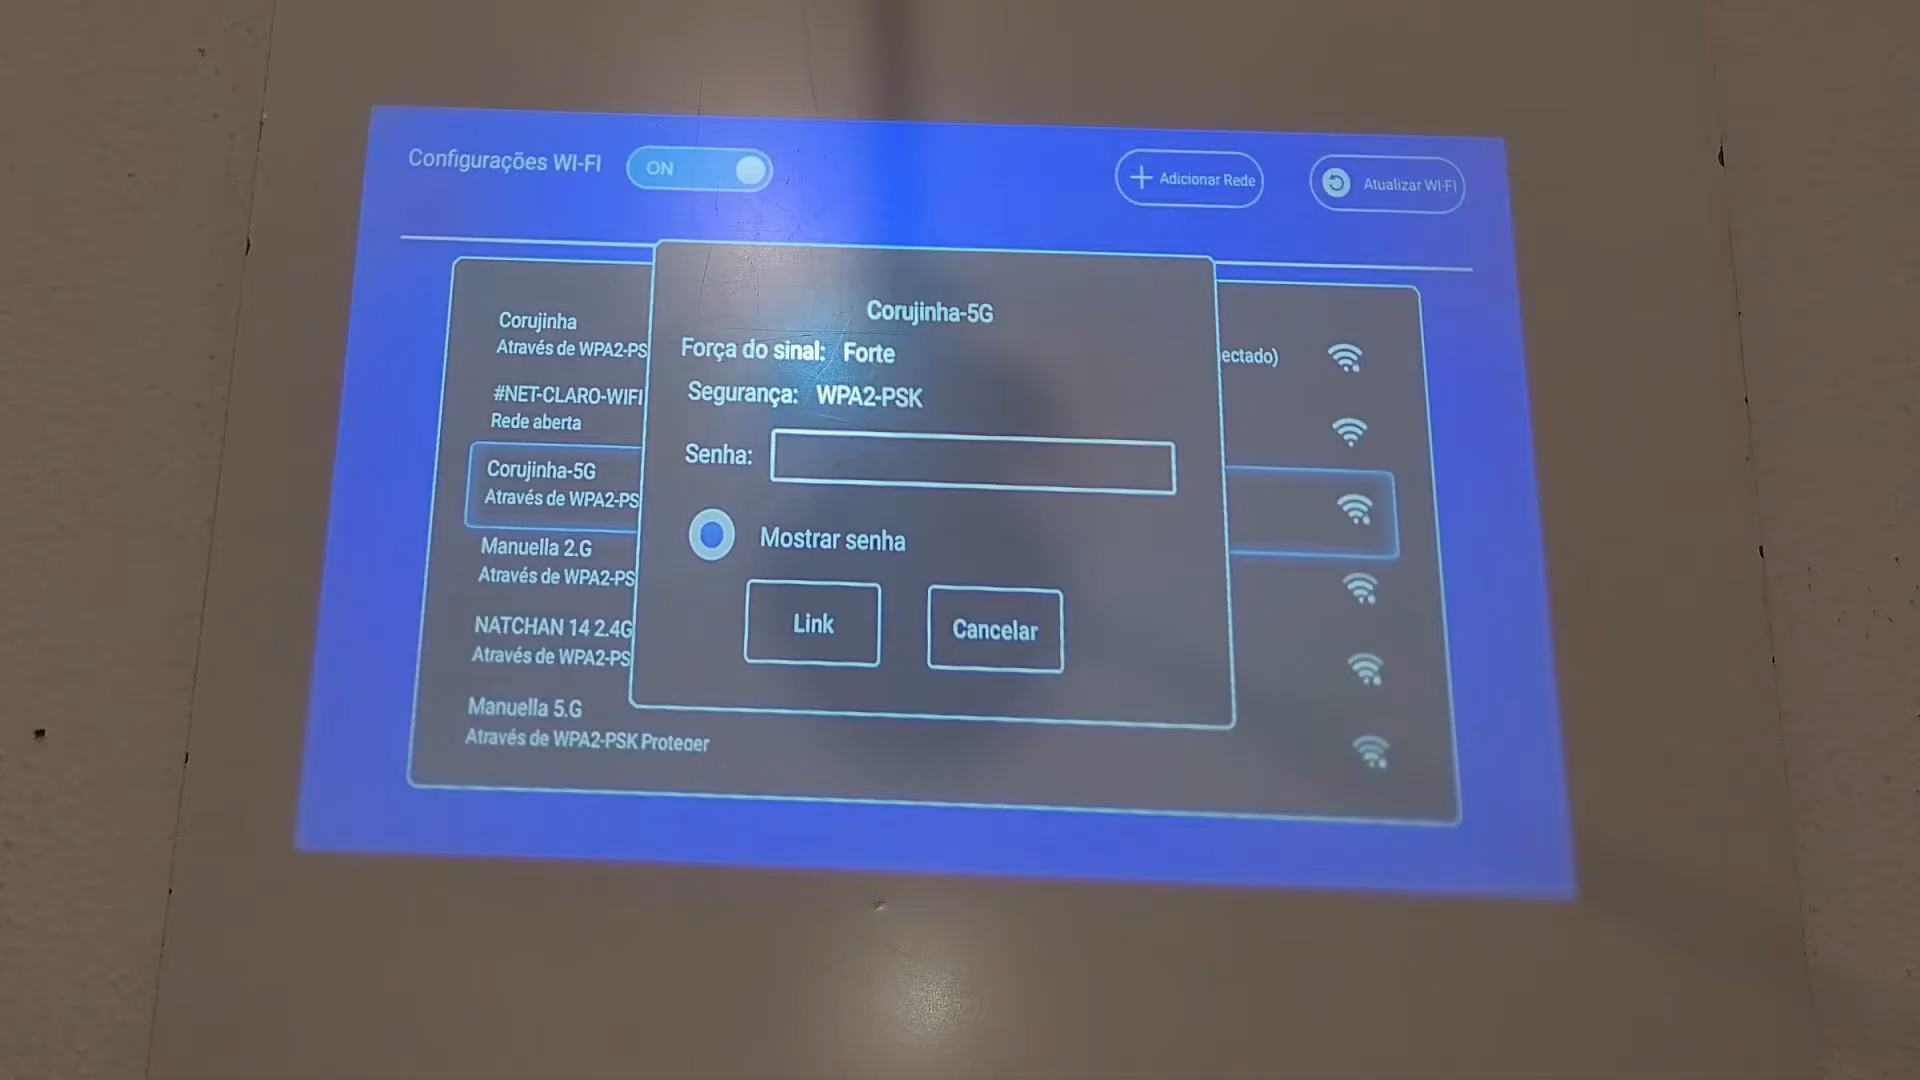 Configurações WI-FI
ON
Adicionar Rede
Atualizar WI-FI
Corujinha
Através de WPA2-PS
ectado)
#NET-CLARO-WIFI
Rede aberta
Corujinha-5G
Através de WPA2-PS
Manuella 2.G
Através de WPA2-PS
NATCHAN 14 2.4G
Através de WPA2-PS
Manuella 5.G
Através de WPA2-PSK Proteger
Corujinha-5G
Força do sinal: Forte
Segurança: WPA2-PSK
Senha:
Mostrar senha
Link
Cancelar